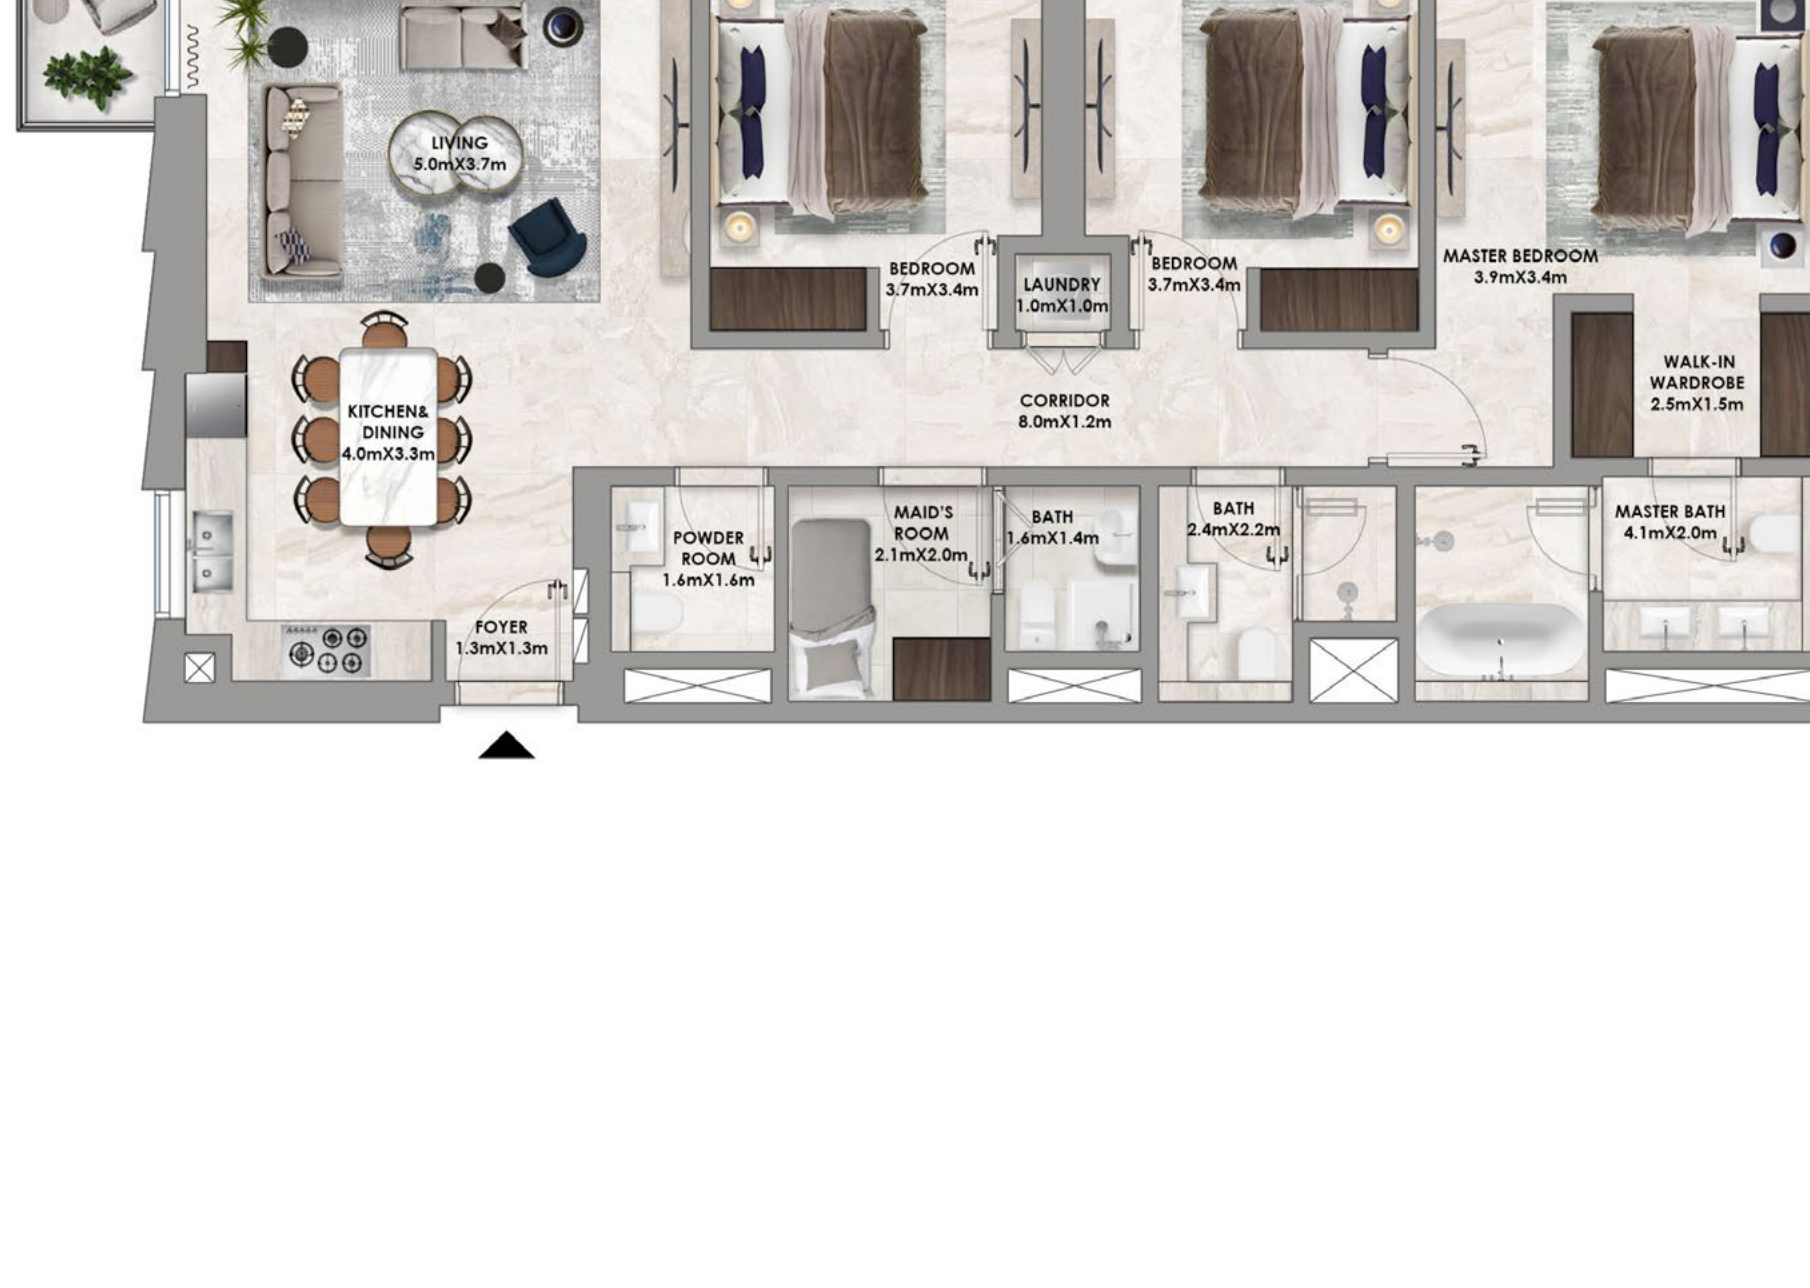 LIVING
5.0mX3.7m
BEDROOM
3.7mX3.4m
LAUNDRY
1.0mX1.0m
BEDROOM
3.7mX3.4m
MASTER BEDROOM
3.9mX3.4m
WALK-IN
WARDROBE
2.5mX1.5m
KITCHEN&
DINING
4.0mX3.3m
CORRIDOR
8.0mX1.2m
FOYER
1.3mX1.3m
POWDER
ROOM
1.6mX1.6m
MAID'S
ROOM
2.1mX2.0m
BATH
1.6mX1.4m
BATH
2.4mX2.2m
MASTER BATH
4.1mX2.0m